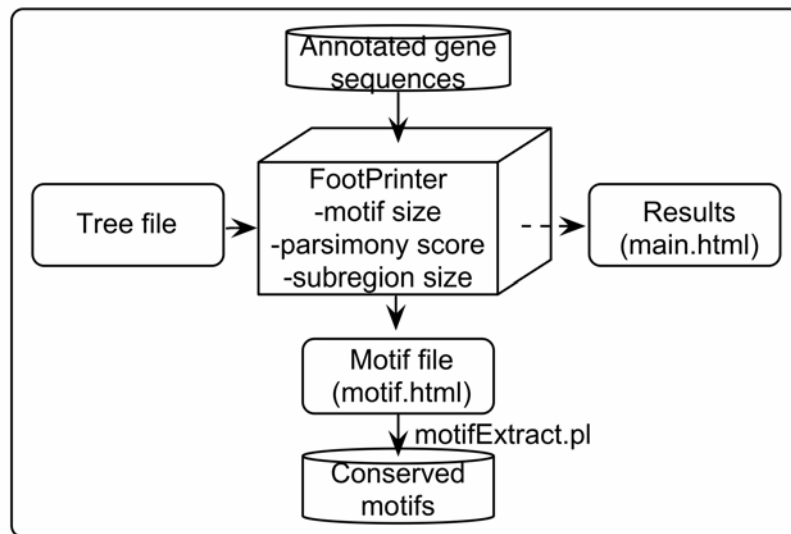 Annotated gene
sequences
FootPrinter
-motif size
-parsimony score
-subregion size
Tree file
Results
(main.html)
Motif file
(motif.html)
motifExtract.pl
Conserved
motifs